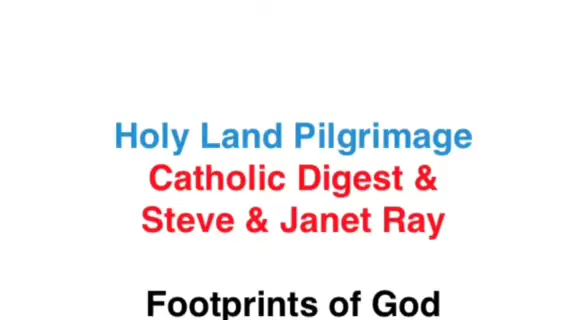 Holy Land Pilgrimage
Catholic Digest &
Steve & Janet Ray
Footprints of God